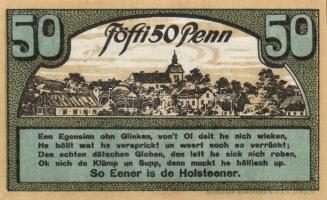 50 Föfti 50 Penn 50
Een Egensinn ohn Glieken, von't Ol deit he nich wieken,
He höllt wat he verspricht un weert noch so verrückt;
Den echten dütschen Globen, den lett he sick nich roben,
Ok nich de Klümp un Supp, denn muckt he höllisch up.
So Eener is de Holsteener.